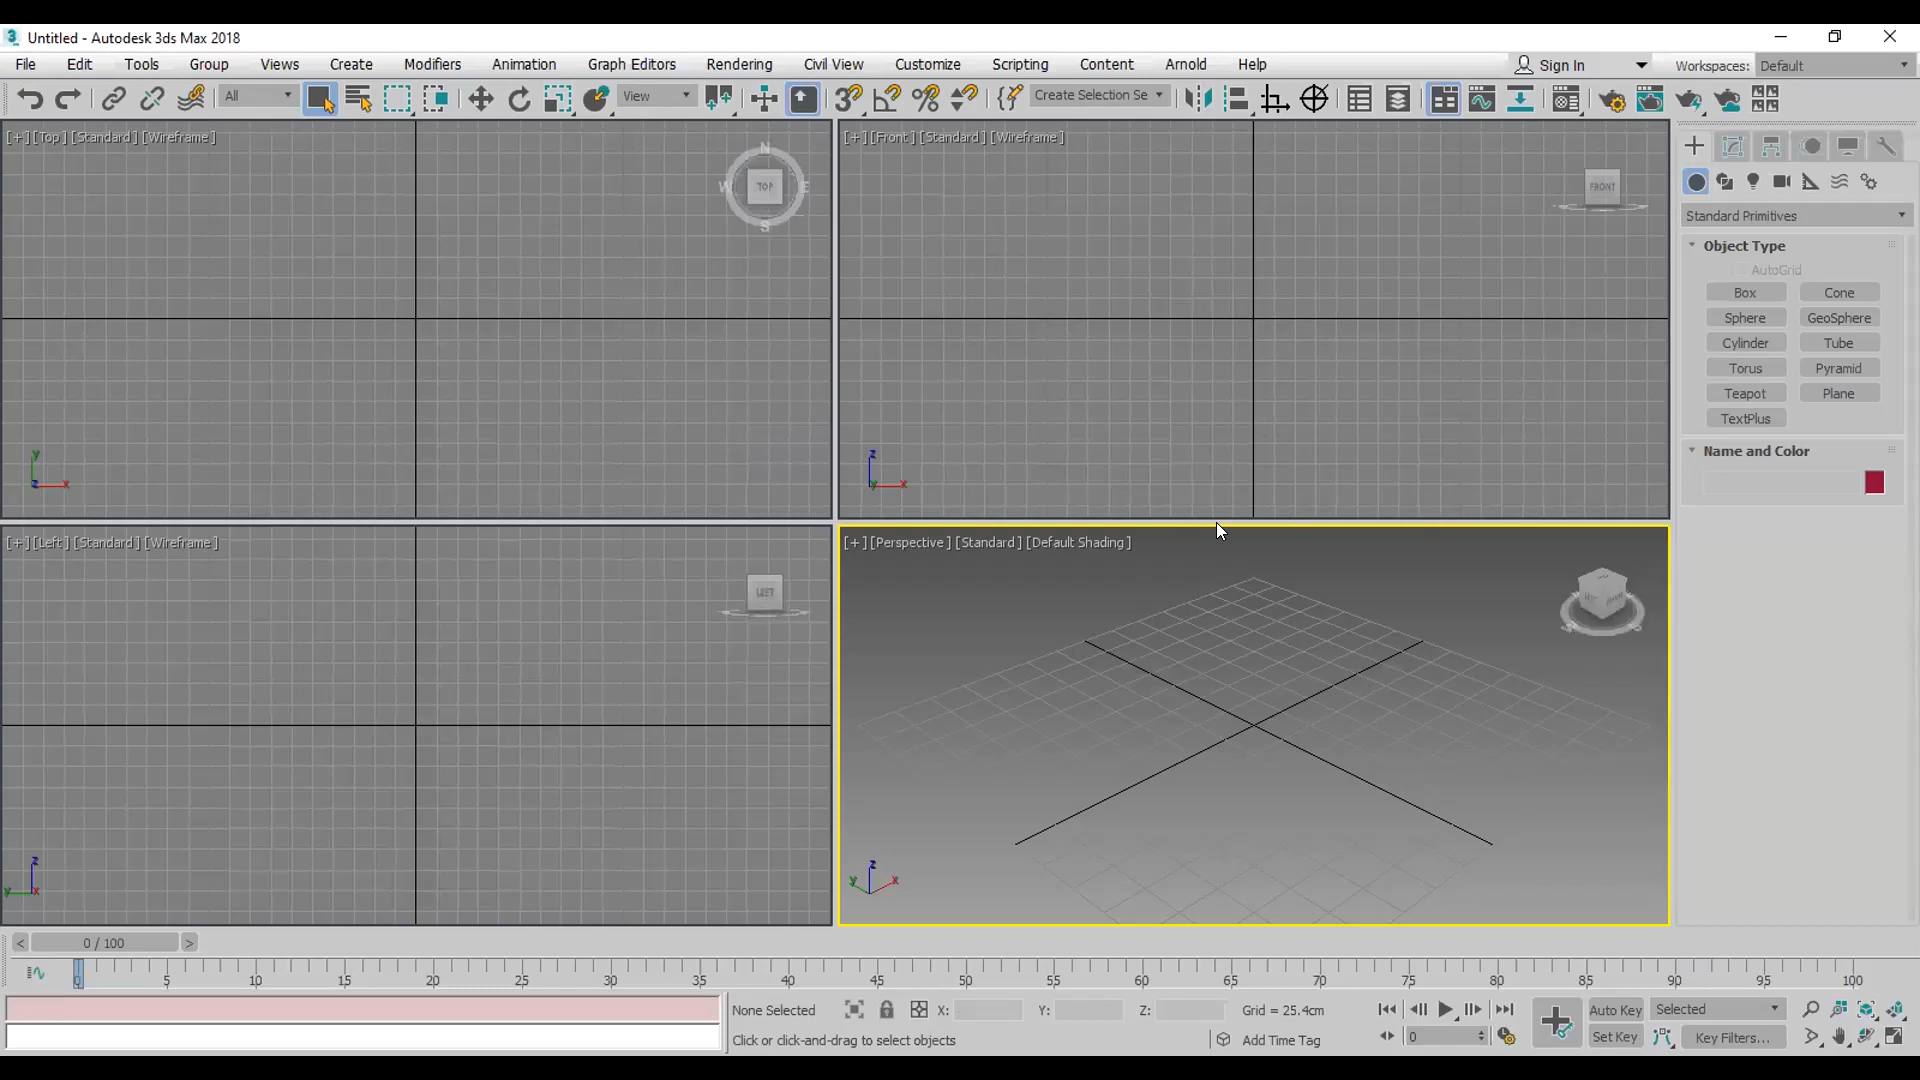 Untitled - Autodesk 3ds Max 2018
File Edit Tools Group Views Create Modifiers Animation Graph Editors Rendering Civil View Customize Scripting Content Arnold Help Sign In Workspaces: Default
All View Create Selection Se
[+] [Top] [Standard] [Wireframe]
N
W TOP E
S
y
z x
[+] [Front] [Standard] [Wireframe]
FRONT
z
y x
[+] [Left] [Standard] [Wireframe]
LEFT
z
y x
[+] [Perspective] [Standard] [Default Shading]
z
y x
Standard Primitives
Object Type
AutoGrid
Box Cone
Sphere GeoSphere
Cylinder Tube
Torus Pyramid
Teapot Plane
TextPlus
Name and Color
< 0 / 100 >
0 5 10 15 20 25 30 35 40 45 50 55 60 65 70 75 80 85 90 95 100
None Selected X: Y: Z: Grid = 25.4cm Auto Key Selected
Click or click-and-drag to select objects Add Time Tag 0 Set Key Key Filters...